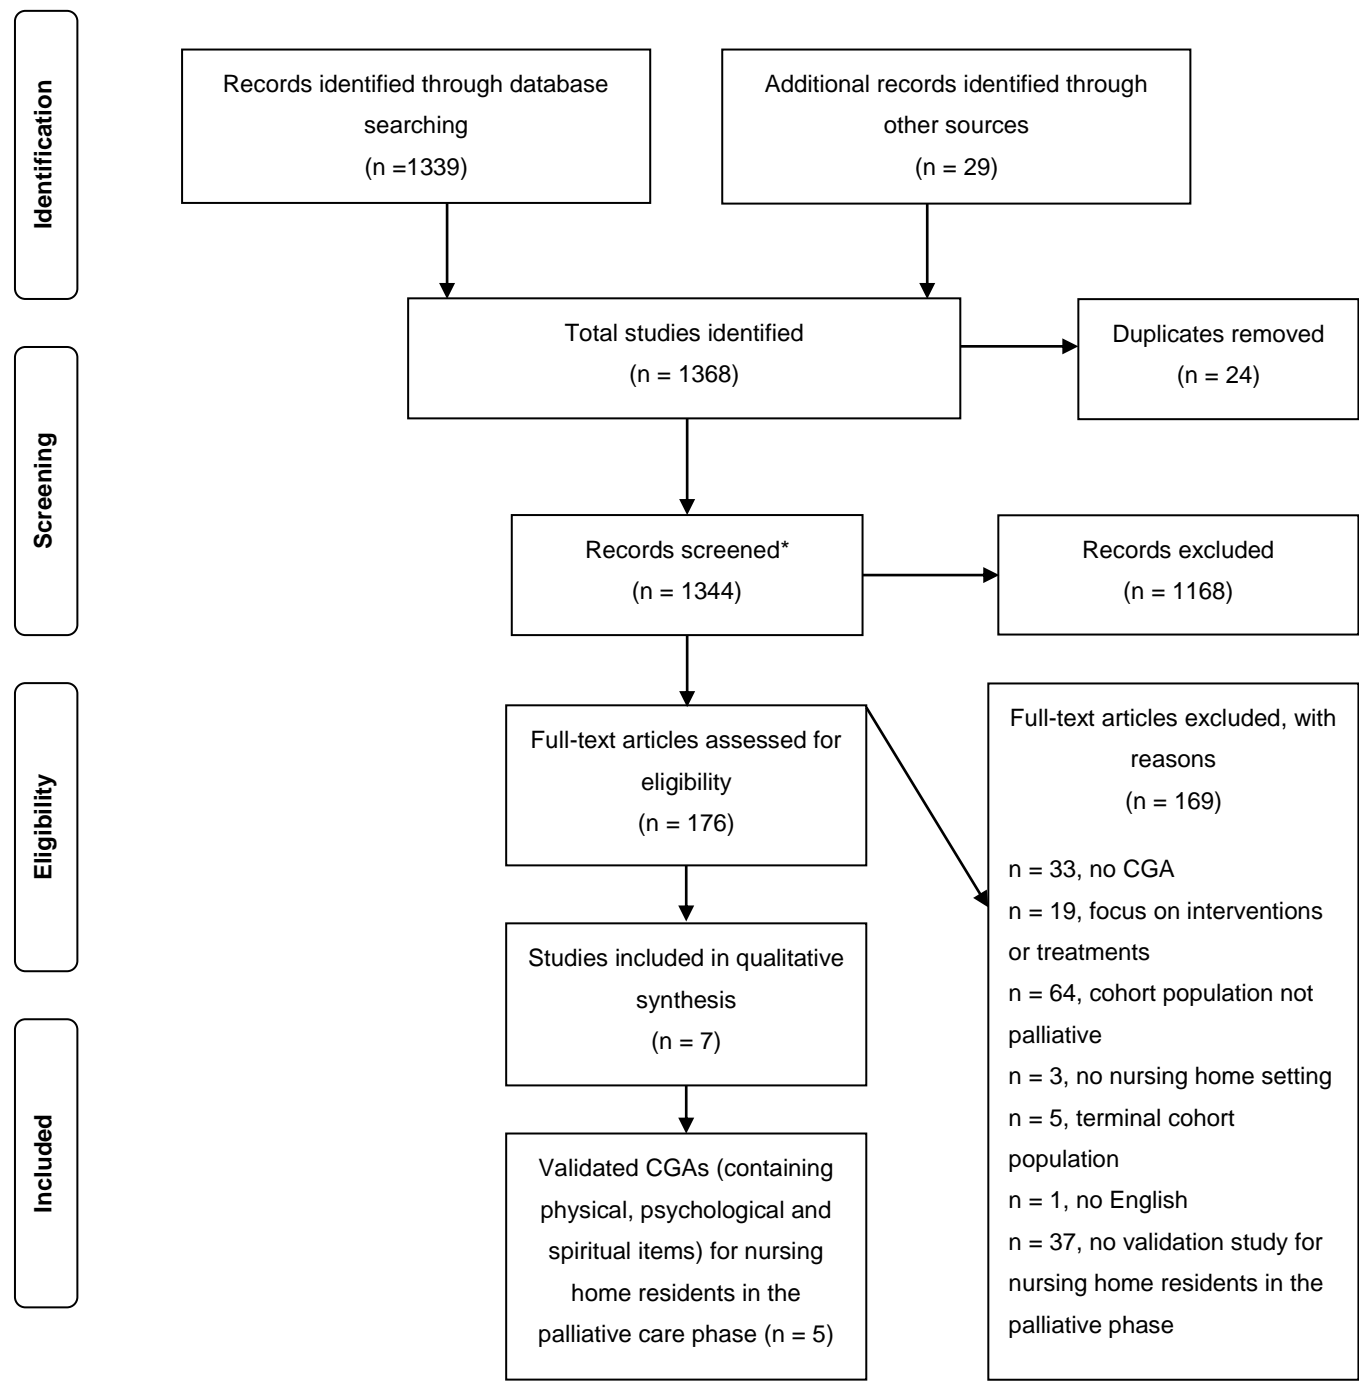 Identification
Records identified through database
searching
(n =1339)
Additional records identified through
other sources
(n = 29)
Total studies identified
(n = 1368)
Duplicates removed
(n = 24)
Screening
Records screened*
(n = 1344)
Records excluded
(n = 1168)
Eligibility
Full-text articles assessed for
eligibility
(n = 176)
Full-text articles excluded, with
reasons
(n = 169)
n = 33, no CGA
n = 19, focus on interventions
or treatments
n = 64, cohort population not
palliative
n = 3, no nursing home setting
n = 5, terminal cohort
population
n = 1, no English
n = 37, no validation study for
nursing home residents in the
palliative phase
Studies included in qualitative
synthesis
(n = 7)
Included
Validated CGAs (containing
physical, psychological and
spiritual items) for nursing
home residents in the
palliative care phase (n = 5)